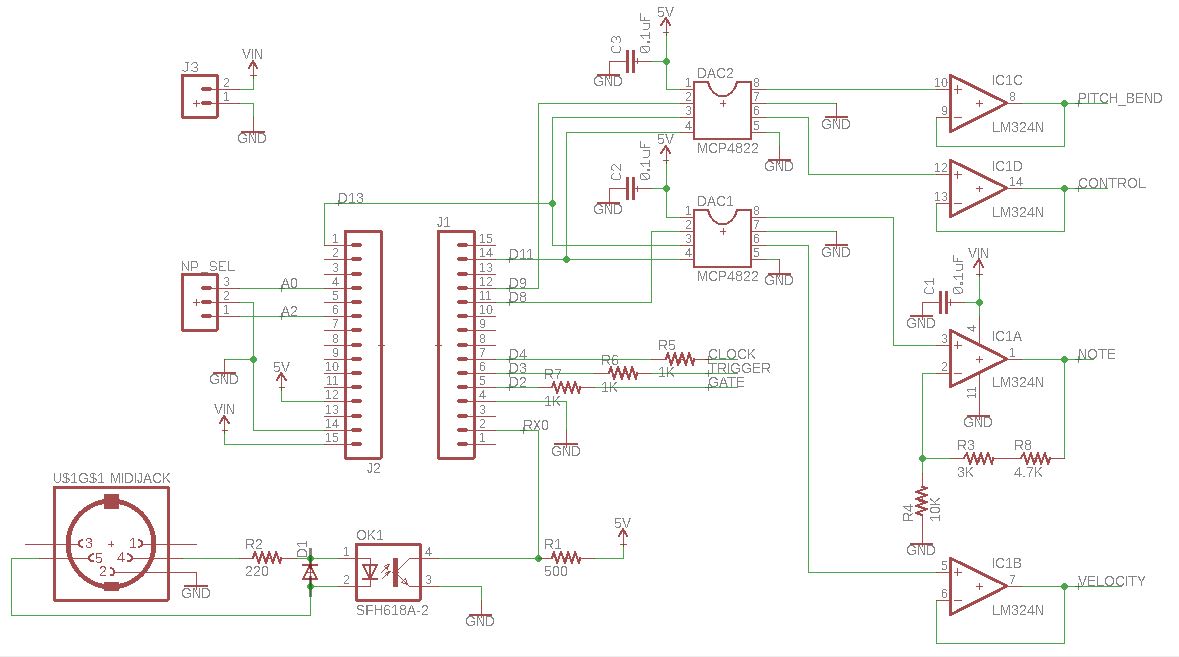 J3
2
1
VIN
GND
C3
0.1uF
5V
GND
DAC2
1
2
3
4
8
7
6
5
MCP4822
GND
GND
10
9
8
IC1C
LM324N
PITCH_BEND
C2
0.1uF
5V
GND
DAC1
1
2
3
4
8
7
6
5
MCP4822
GND
GND
12
13
14
IC1D
LM324N
CONTROL
D13
NP_SEL
3
2
1
A0
A2
GND
5V
VIN
1
2
3
4
5
6
7
8
9
10
11
12
13
14
15
J2
J1
15
14
13
12
11
10
9
8
7
6
5
4
3
2
1
D11
D9
D8
D4
D3
D2
RX0
R5
1K
R6
1K
R7
1K
CLOCK
TRIGGER
GATE
GND
VIN
C1
0.1uF
GND
4
3
2
1
11
IC1A
LM324N
NOTE
GND
R3
3K
R8
4.7K
R4
10K
GND
U$1G$1 MIDIJACK
3
1
5
4
2
GND
R2
220
D1
OK1
1
2
4
3
SFH618A-2
GND
R1
500
5V
5
6
7
IC1B
LM324N
VELOCITY